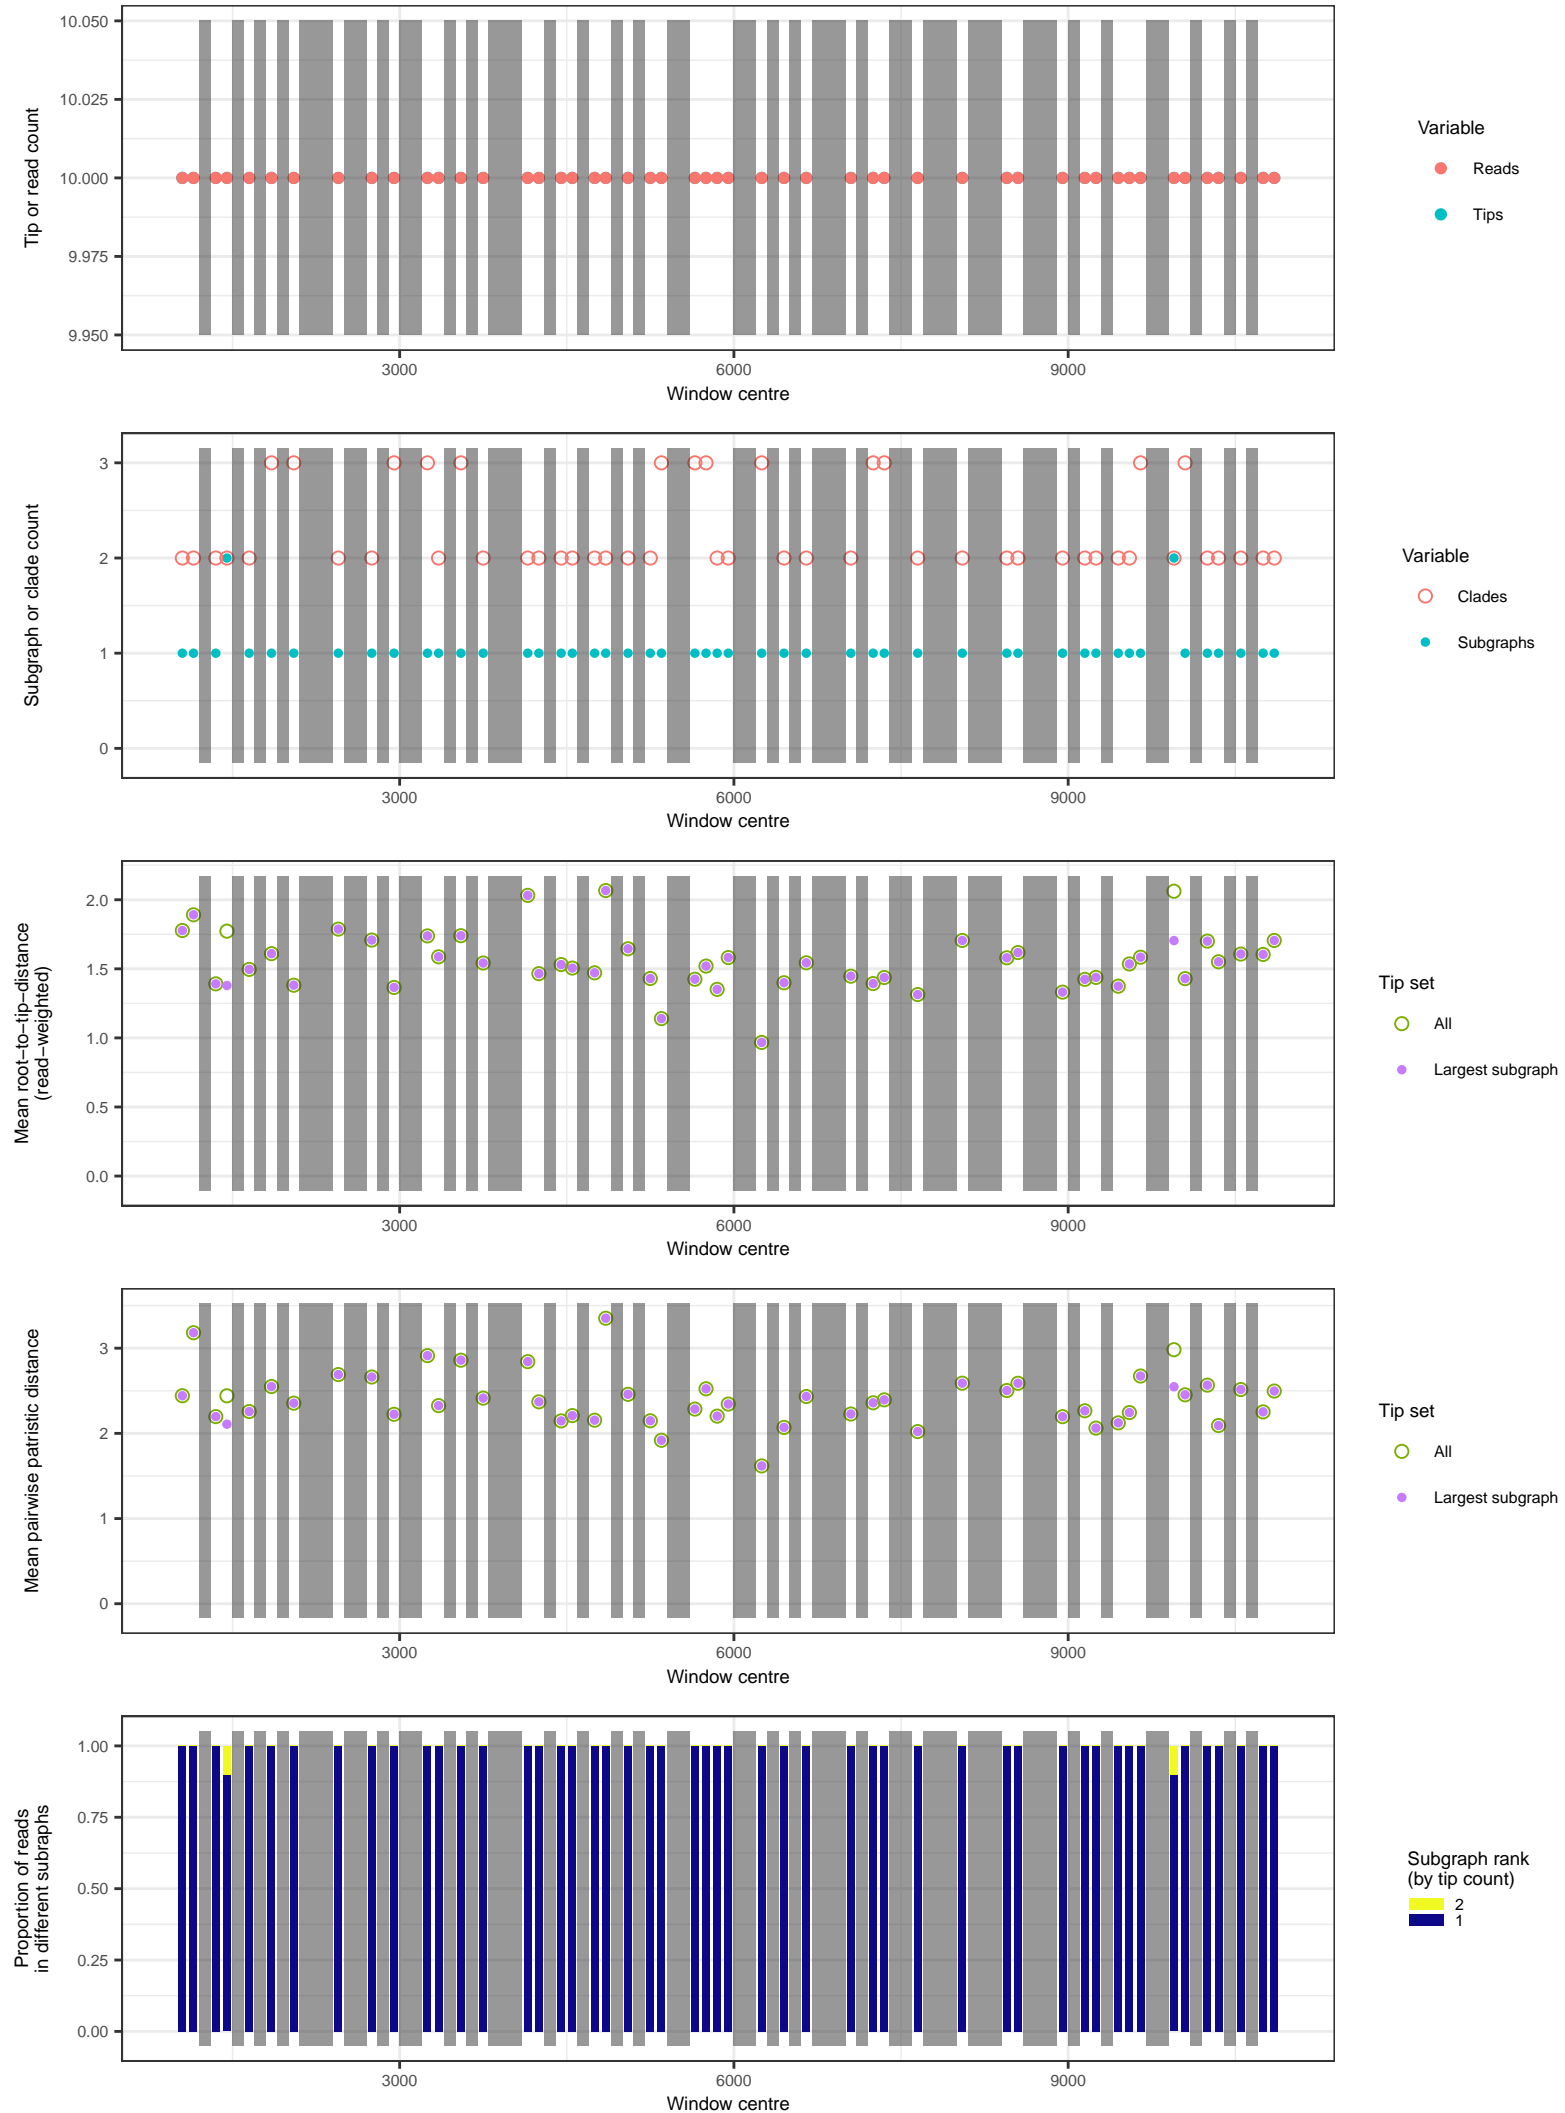 10.050
10.025
10.000
9.975
9.950
Tip or read count
3000
6000
9000
Window centre
Variable
Reads
Tips
3
2
1
0
Subgraph or clade count
3000
6000
9000
Window centre
Variable
Clades
Subgraphs
2.0
1.5
1.0
0.5
0.0
Mean root−to−tip−distance
(read−weighted)
3000
6000
9000
Window centre
Tip set
All
Largest subgraph
3
2
1
0
Mean pairwise patristic distance
3000
6000
9000
Window centre
Tip set
All
Largest subgraph
1.00
0.75
0.50
0.25
0.00
Proportion of reads
in different subraphs
3000
6000
9000
Window centre
Subgraph rank
(by tip count)
2
1